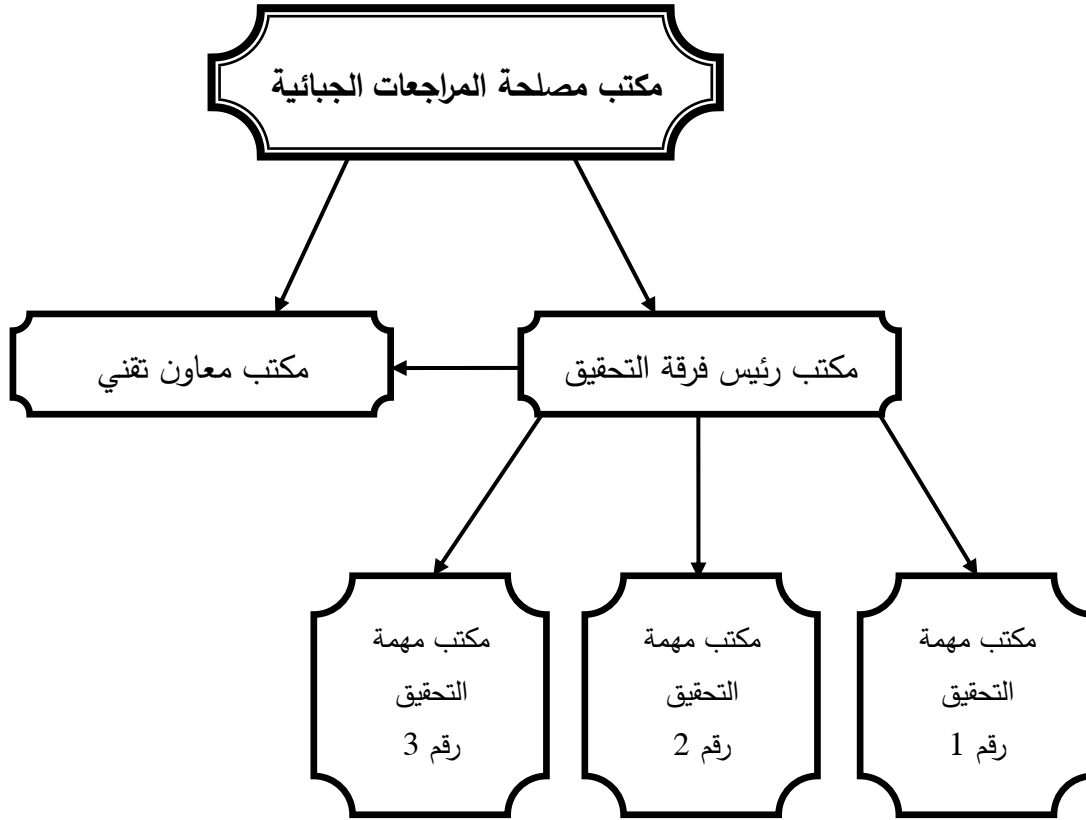 مكتب مصلحة المراجعات الجبائية
مكتب رئيس فرقة التحقيق
مكتب معاون تقني
مكتب مهمة
التحقيق
رقم 1
مكتب مهمة
التحقيق
رقم 2
مكتب مهمة
التحقيق
رقم 3